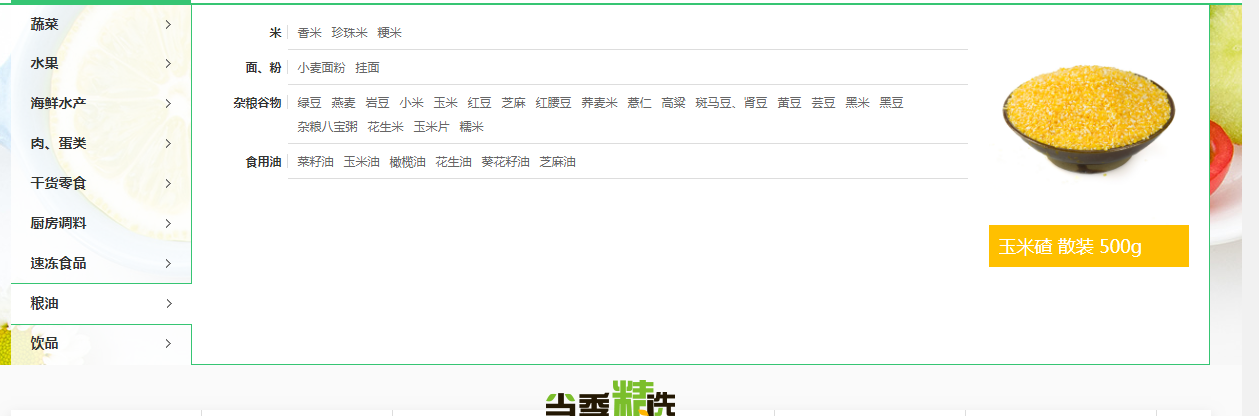 蔬菜
水果
海鲜水产
肉、蛋类
干货零食
厨房调料
速冻食品
粮油
饮品
米 香米 珍珠米 粳米
面、粉 小麦面粉 挂面
杂粮谷物 绿豆 燕麦 岩豆 小米 玉米 红豆 芝麻 红腰豆 荞麦米 薏仁 高粱 斑马豆、肾豆 黄豆 芸豆 黑米 黑豆
杂粮八宝粥 花生米 玉米片 糯米
食用油 菜籽油 玉米油 橄榄油 花生油 葵花籽油 芝麻油
玉米碴 散装 500g
当季精选